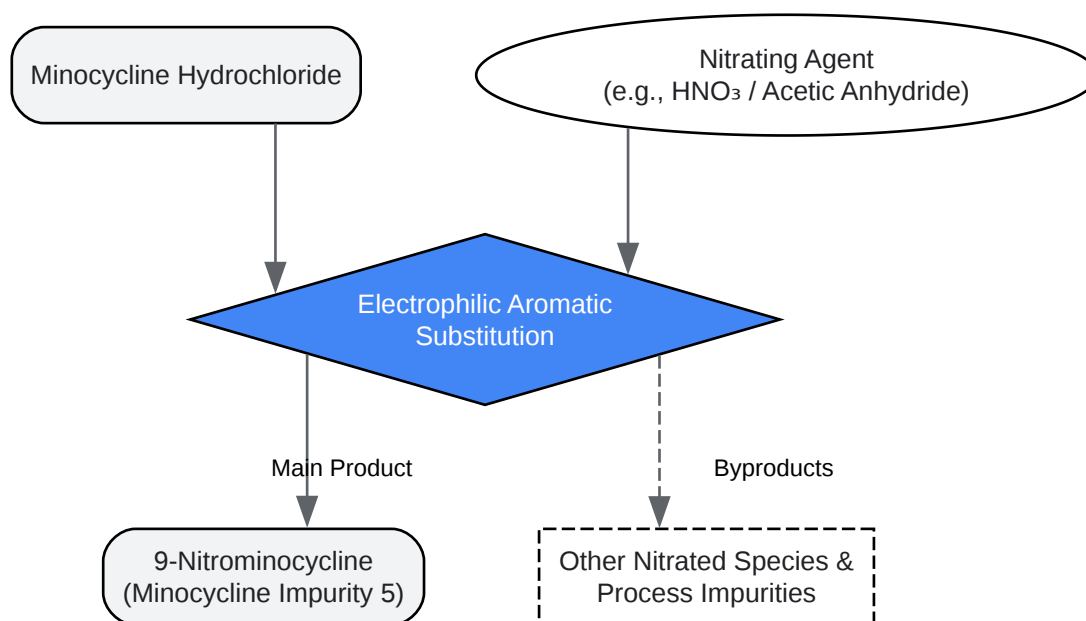 Minocycline Hydrochloride
Nitrating Agent
(e.g., HNO₃ / Acetic Anhydride)
Electrophilic Aromatic
Substitution
Main Product
Byproducts
9-Nitrominocycline
(Minocycline Impurity 5)
Other Nitrated Species &
Process Impurities